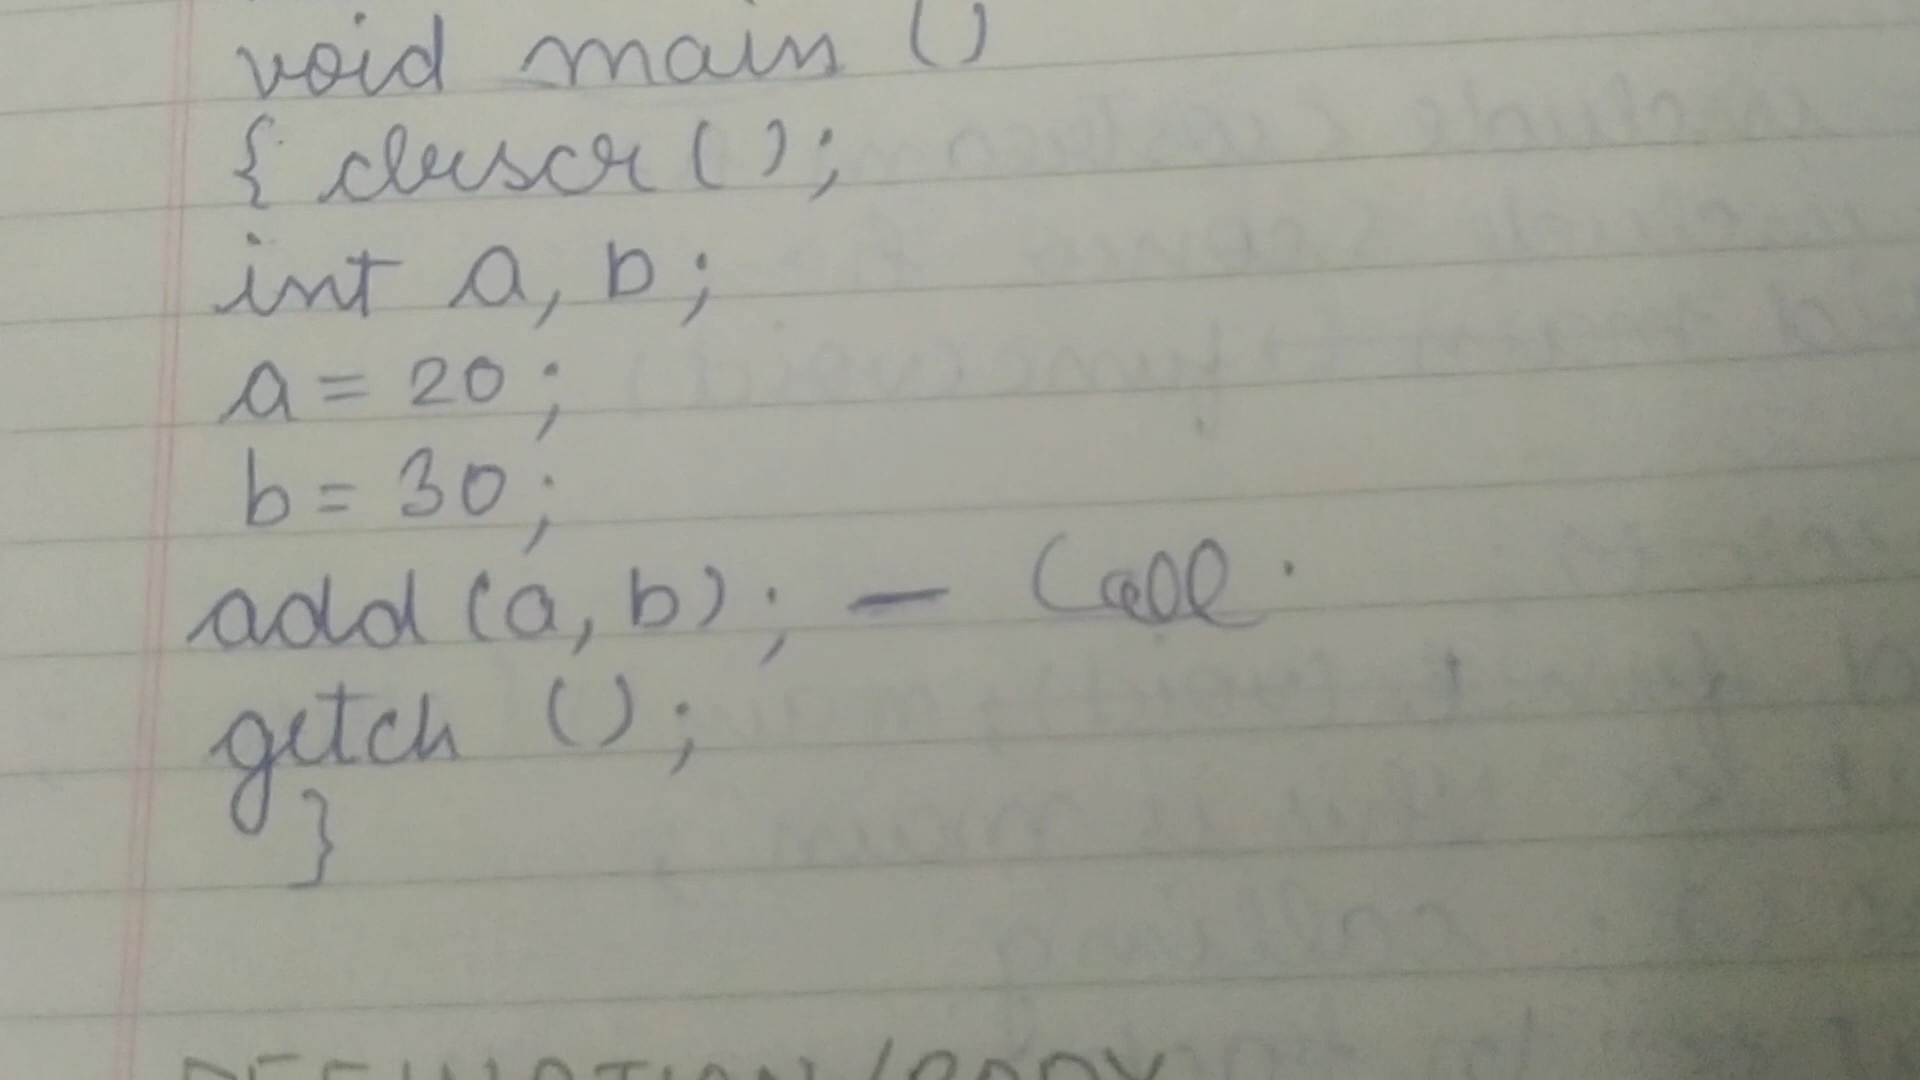 void main ()
{ clrscr ( );
int a, b;
a = 20;
b = 30;
add (a, b); - Call.
getch ();
}